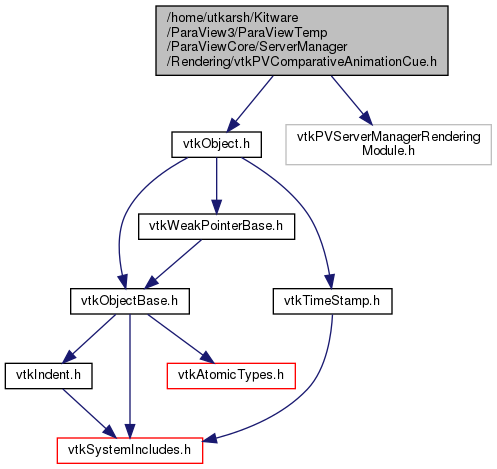 /home/utkarsh/Kitware
/ParaView3/ParaViewTemp
/ParaViewCore/ServerManager
/Rendering/vtkPVComparativeAnimationCue.h
vtkObject.h
vtkPVServerManagerRendering
Module.h
vtkWeakPointerBase.h
vtkObjectBase.h
vtkTimeStamp.h
vtkIndent.h
vtkAtomicTypes.h
vtkSystemIncludes.h